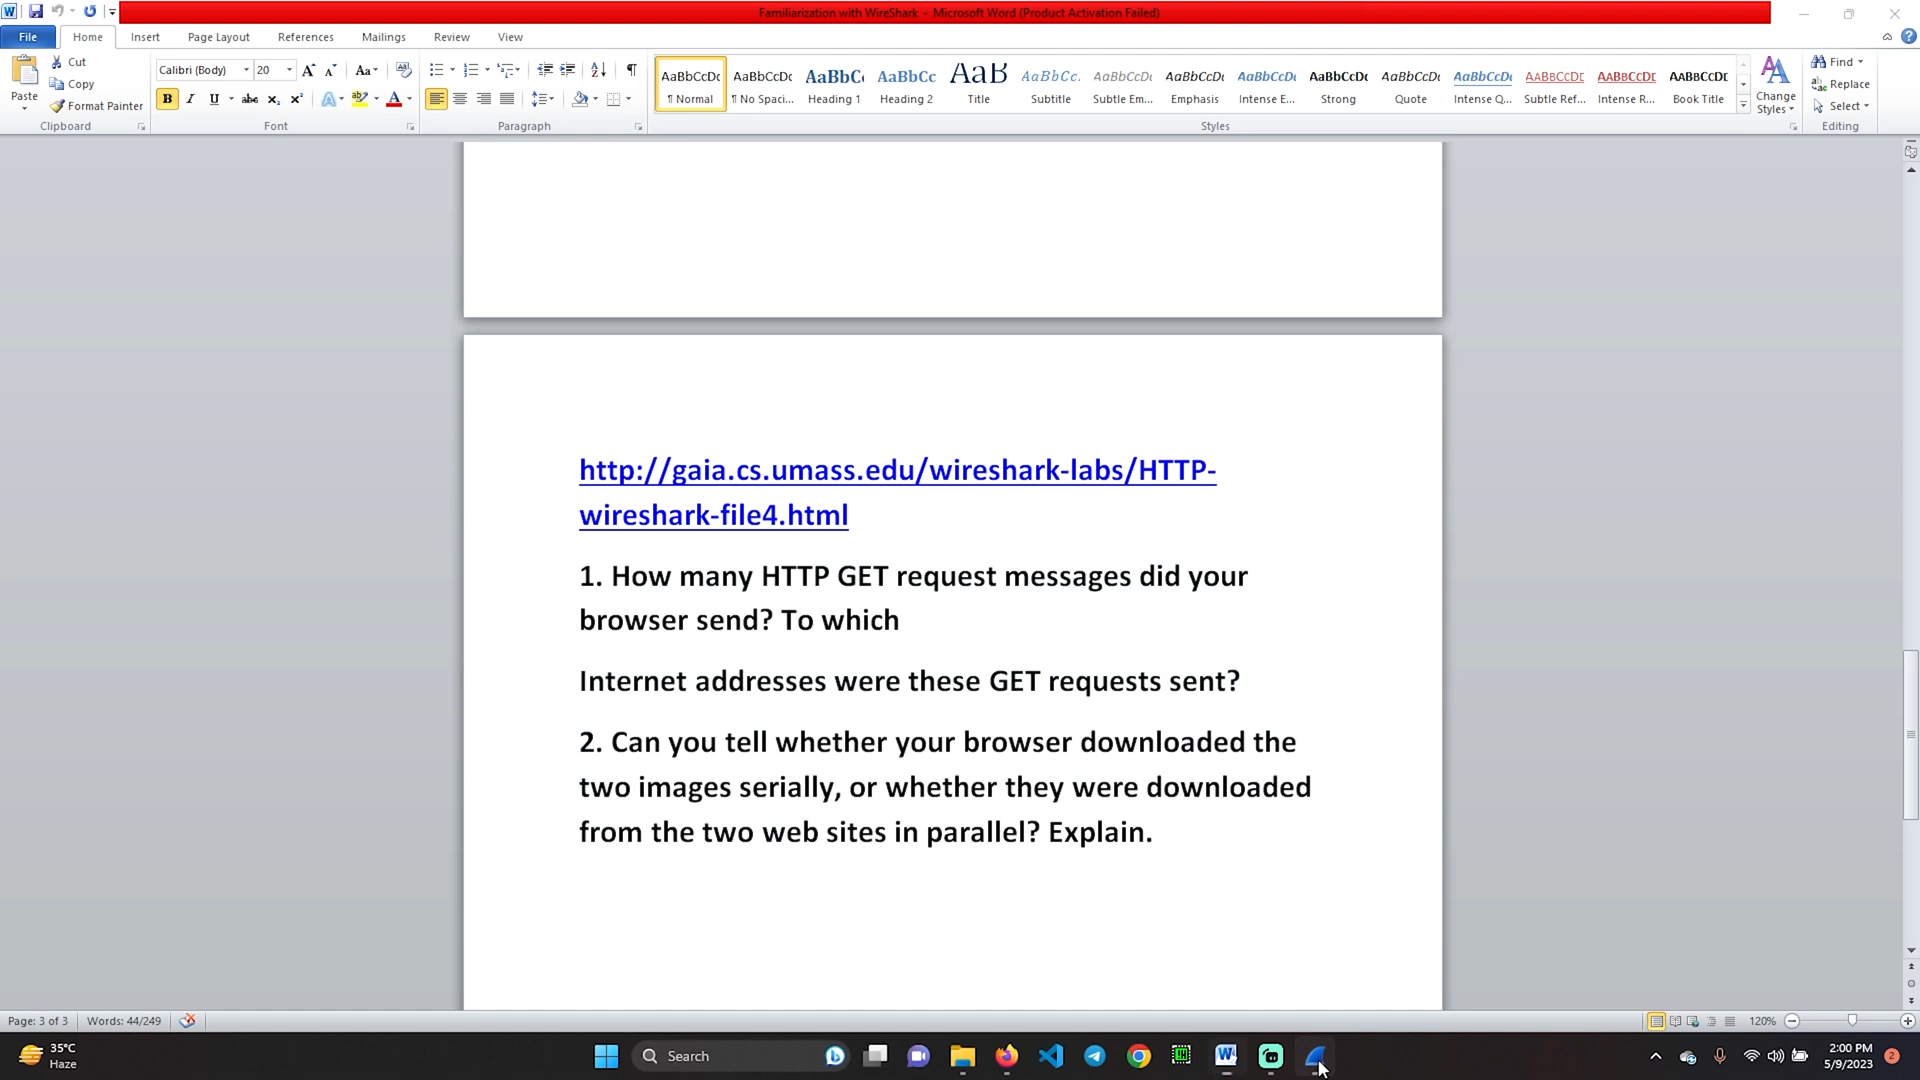 Familiarization with WireShark - Microsoft Word (Product Activation Failed)
File Home Insert Page Layout References Mailings Review View
Paste
Cut
Copy
Format Painter
Clipboard
Calibri (Body) 20
Font
Paragraph
AaBbCcDc AaBbCcDc AaBbCc AaBbCc AaB AaBbCc. AaBbCcDc AaBbCcDc AaBbCcDc AaBbCcDc AaBbCcDc AaBbCcDc AaBbCcDc AaBbCcDc AaBbCcDc
¶ Normal ¶ No Spaci... Heading 1 Heading 2 Title Subtitle Subtle Em... Emphasis Intense E... Strong Quote Intense Q... Subtle Ref... Intense R... Book Title
Styles
Change
Styles
Find
Replace
Select
Editing
http://gaia.cs.umass.edu/wireshark-labs/HTTP-
wireshark-file4.html
1. How many HTTP GET request messages did your
browser send? To which
Internet addresses were these GET requests sent?
2. Can you tell whether your browser downloaded the
two images serially, or whether they were downloaded
from the two web sites in parallel? Explain.
Page: 3 of 3 Words: 44/249 120%
35°C
Haze
Search
2:00 PM
5/9/2023
2